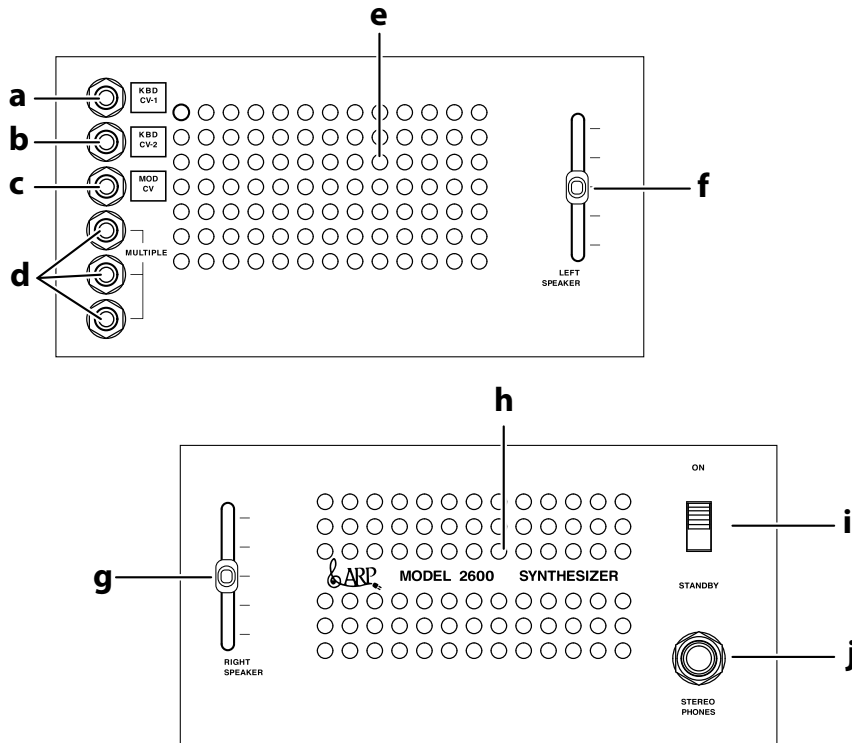 e
a
KBD
CV-1
b
KBD
CV-2
c
MOD
CV
f
d
MULTIPLE
LEFT
SPEAKER
h
ON
i
g
ARP MODEL 2600 SYNTHESIZER
STANDBY
j
RIGHT
SPEAKER
STEREO
PHONES